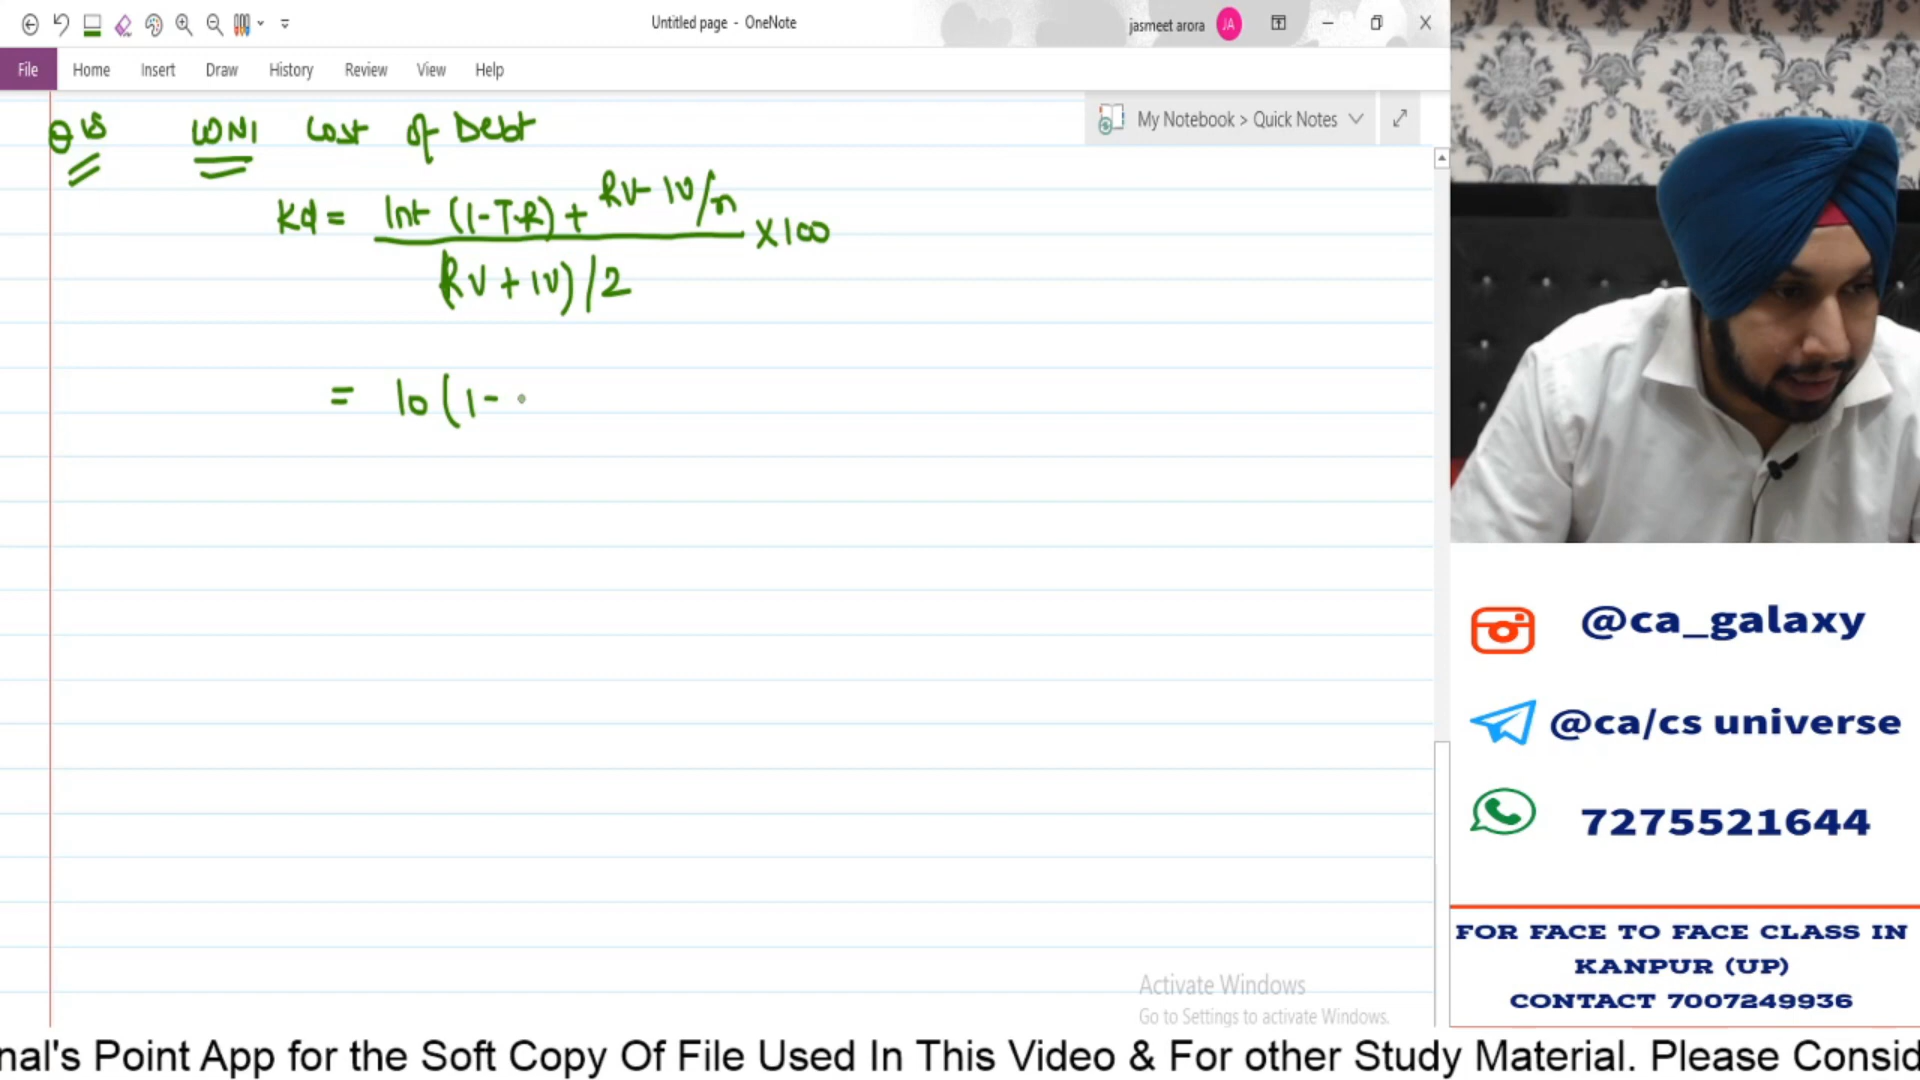 Untitled page - OneNote
jasmeet arora JA
File Home Insert Draw History Review View Help
My Notebook > Quick Notes
WN1 Cost of Debt
Kd = Int (1-T.R) + RV-IV/n
(RV + IV)/2
X100
= 10 (1-
@ca_galaxy
@ca/cs universe
7275521644
FOR FACE TO FACE CLASS IN
KANPUR (UP)
CONTACT 7007249936
Activate Windows
Go to Settings to activate Windows.
nal's Point App for the Soft Copy Of File Used In This Video & For other Study Material. Please Consid